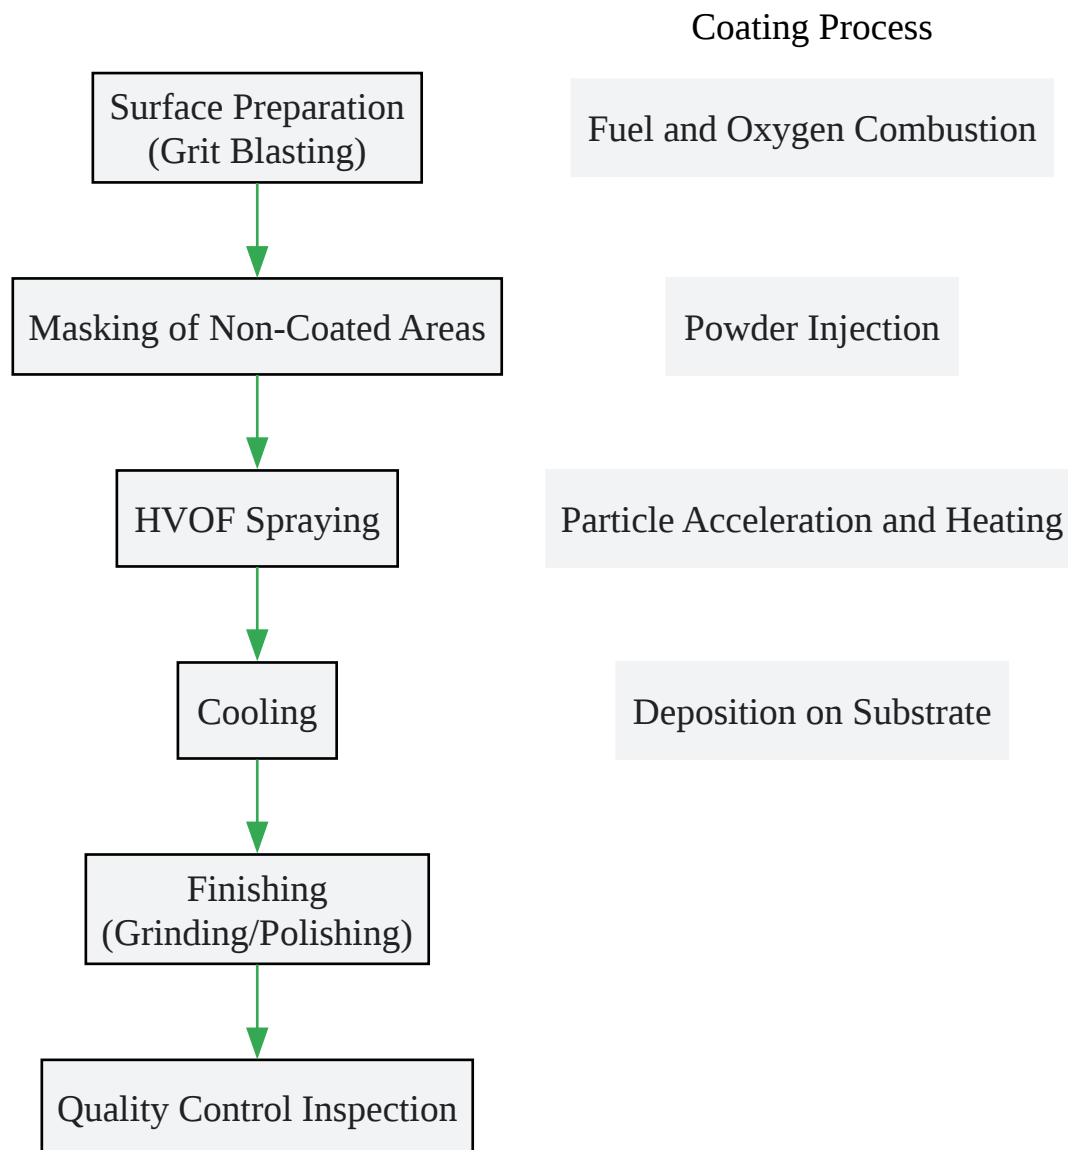 Coating Process
Surface Preparation
(Grit Blasting)
Fuel and Oxygen Combustion
Masking of Non-Coated Areas
Powder Injection
HVOF Spraying
Particle Acceleration and Heating
Cooling
Deposition on Substrate
Finishing
(Grinding/Polishing)
Quality Control Inspection